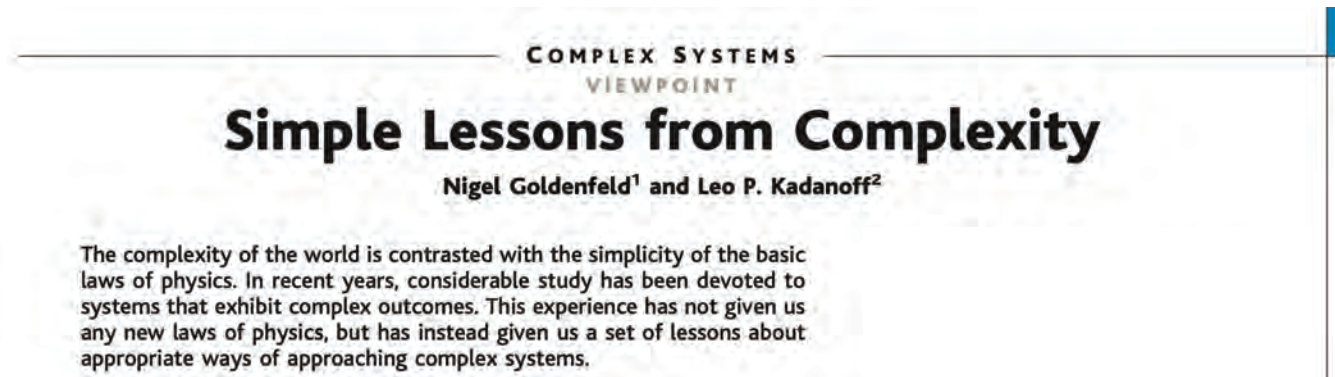 COMPLEX SYSTEMS
VIEWPOINT
Simple Lessons from Complexity
Nigel Goldenfeld¹ and Leo P. Kadanoff²
The complexity of the world is contrasted with the simplicity of the basic
laws of physics. In recent years, considerable study has been devoted to
systems that exhibit complex outcomes. This experience has not given us
any new laws of physics, but has instead given us a set of lessons about
appropriate ways of approaching complex systems.